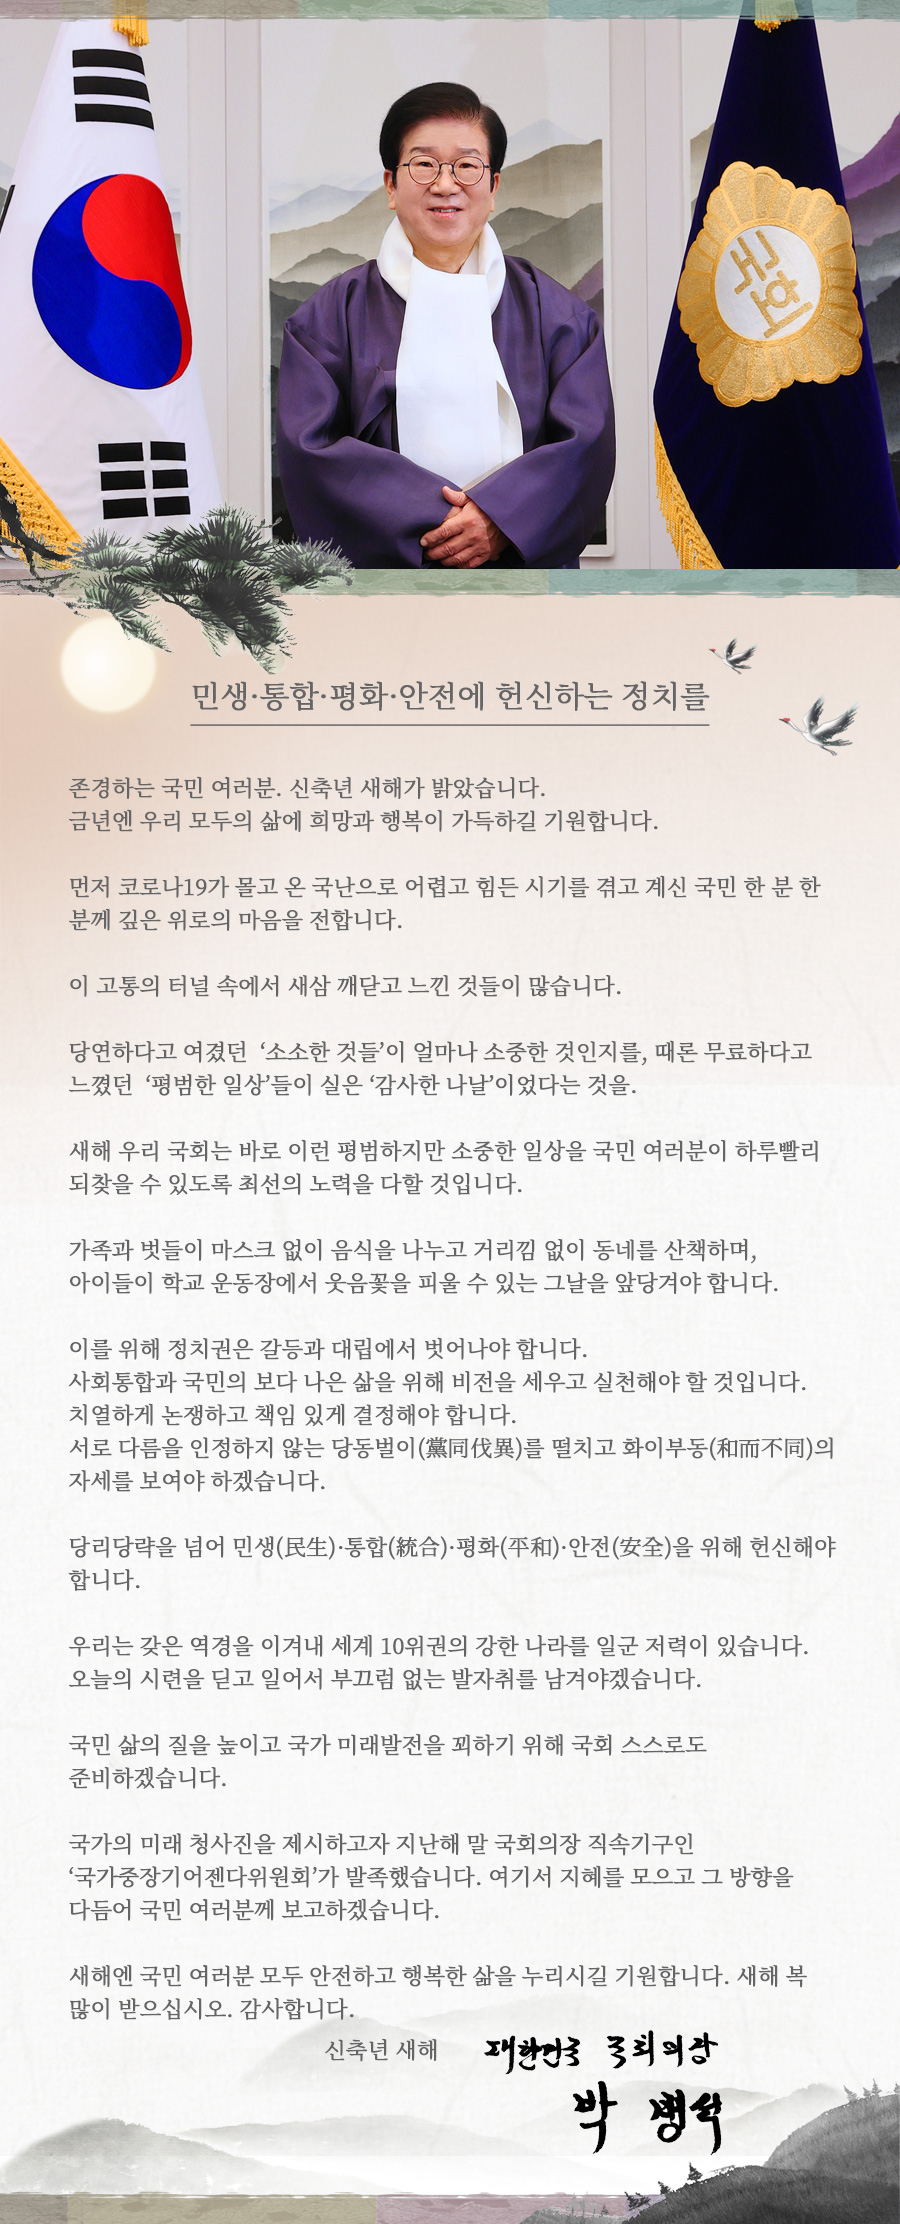 국회
민생·통합·평화·안전에 헌신하는 정치를
존경하는 국민 여러분. 신축년 새해가 밝았습니다.
금년엔 우리 모두의 삶에 희망과 행복이 가득하길 기원합니다.
먼저 코로나19가 몰고 온 국난으로 어렵고 힘든 시기를 겪고 계신 국민 한 분 한
분께 깊은 위로의 마음을 전합니다.
이 고통의 터널 속에서 새삼 깨닫고 느낀 것들이 많습니다.
당연하다고 여겼던 ‘소소한 것들’이 얼마나 소중한 것인지를, 때론 무료하다고
느꼈던 ‘평범한 일상’들이 실은 ‘감사한 나날’이었다는 것을.
새해 우리 국회는 바로 이런 평범하지만 소중한 일상을 국민 여러분이 하루빨리
되찾을 수 있도록 최선의 노력을 다할 것입니다.
가족과 벗들이 마스크 없이 음식을 나누고 거리낌 없이 동네를 산책하며,
아이들이 학교 운동장에서 웃음꽃을 피울 수 있는 그날을 앞당겨야 합니다.
이를 위해 정치권은 갈등과 대립에서 벗어나야 합니다.
사회통합과 국민의 보다 나은 삶을 위해 비전을 세우고 실천해야 할 것입니다.
치열하게 논쟁하고 책임 있게 결정해야 합니다.
서로 다름을 인정하지 않는 당동벌이(黨同伐異)를 떨치고 화이부동(和而不同)의
자세를 보여야 하겠습니다.
당리당략을 넘어 민생(民生)·통합(統合)·평화(平和)·안전(安全)을 위해 헌신해야
합니다.
우리는 갖은 역경을 이겨내 세계 10위권의 강한 나라를 일군 저력이 있습니다.
오늘의 시련을 딛고 일어서 부끄럼 없는 발자취를 남겨야겠습니다.
국민 삶의 질을 높이고 국가 미래발전을 꾀하기 위해 국회 스스로도
준비하겠습니다.
국가의 미래 청사진을 제시하고자 지난해 말 국회의장 직속기구인
‘국가중장기어젠다위원회’가 발족했습니다. 여기서 지혜를 모으고 그 방향을
다듬어 국민 여러분께 보고하겠습니다.
새해엔 국민 여러분 모두 안전하고 행복한 삶을 누리시길 기원합니다. 새해 복
많이 받으십시오. 감사합니다.
신축년 새해 대한민국 국회의장
박 병석